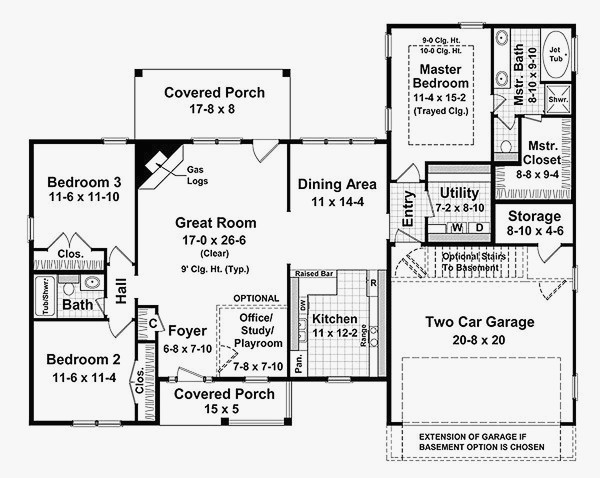 9-0 Clg. Ht.
10-0 Clg. Ht.
Master
Bedroom
11-4 x 15-2
(Trayed Clg.)
Mstr. Bath
8-10 x 9-10
Jet
Tub
Shwr.
Mstr.
Closet
8-8 x 9-4
Covered Porch
17-8 x 8
Gas
Logs
Bedroom 3
11-6 x 11-10
Clos.
Great Room
17-0 x 26-6
(Clear)
9' Clg. Ht. (Typ.)
Dining Area
11 x 14-4
Entry
Utility
7-2 x 8-10
W
D
Storage
8-10 x 4-6
Optional Stairs
To Basement
Tub/Shwr.
Bath
Hall
Raised Bar
R
DW
Kitchen
11 x 12-2
Range
Pan.
OPTIONAL
Office/
Study/
Playroom
7-8 x 7-10
C
Foyer
6-8 x 7-10
Two Car Garage
20-8 x 20
Bedroom 2
11-6 x 11-4
Clos.
Covered Porch
15 x 5
EXTENSION OF GARAGE IF
BASEMENT OPTION IS CHOSEN